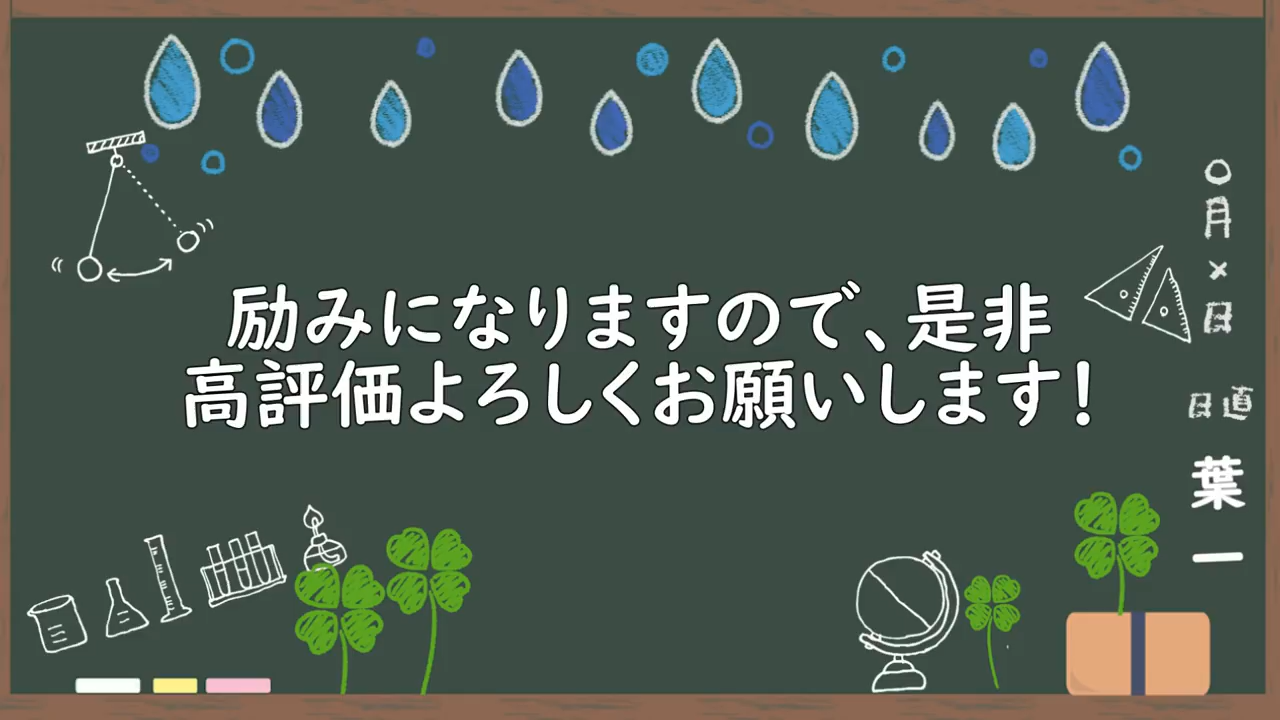 励みになりますので、是非
高評価よろしくお願いします！
〇月×日
日直
葉一